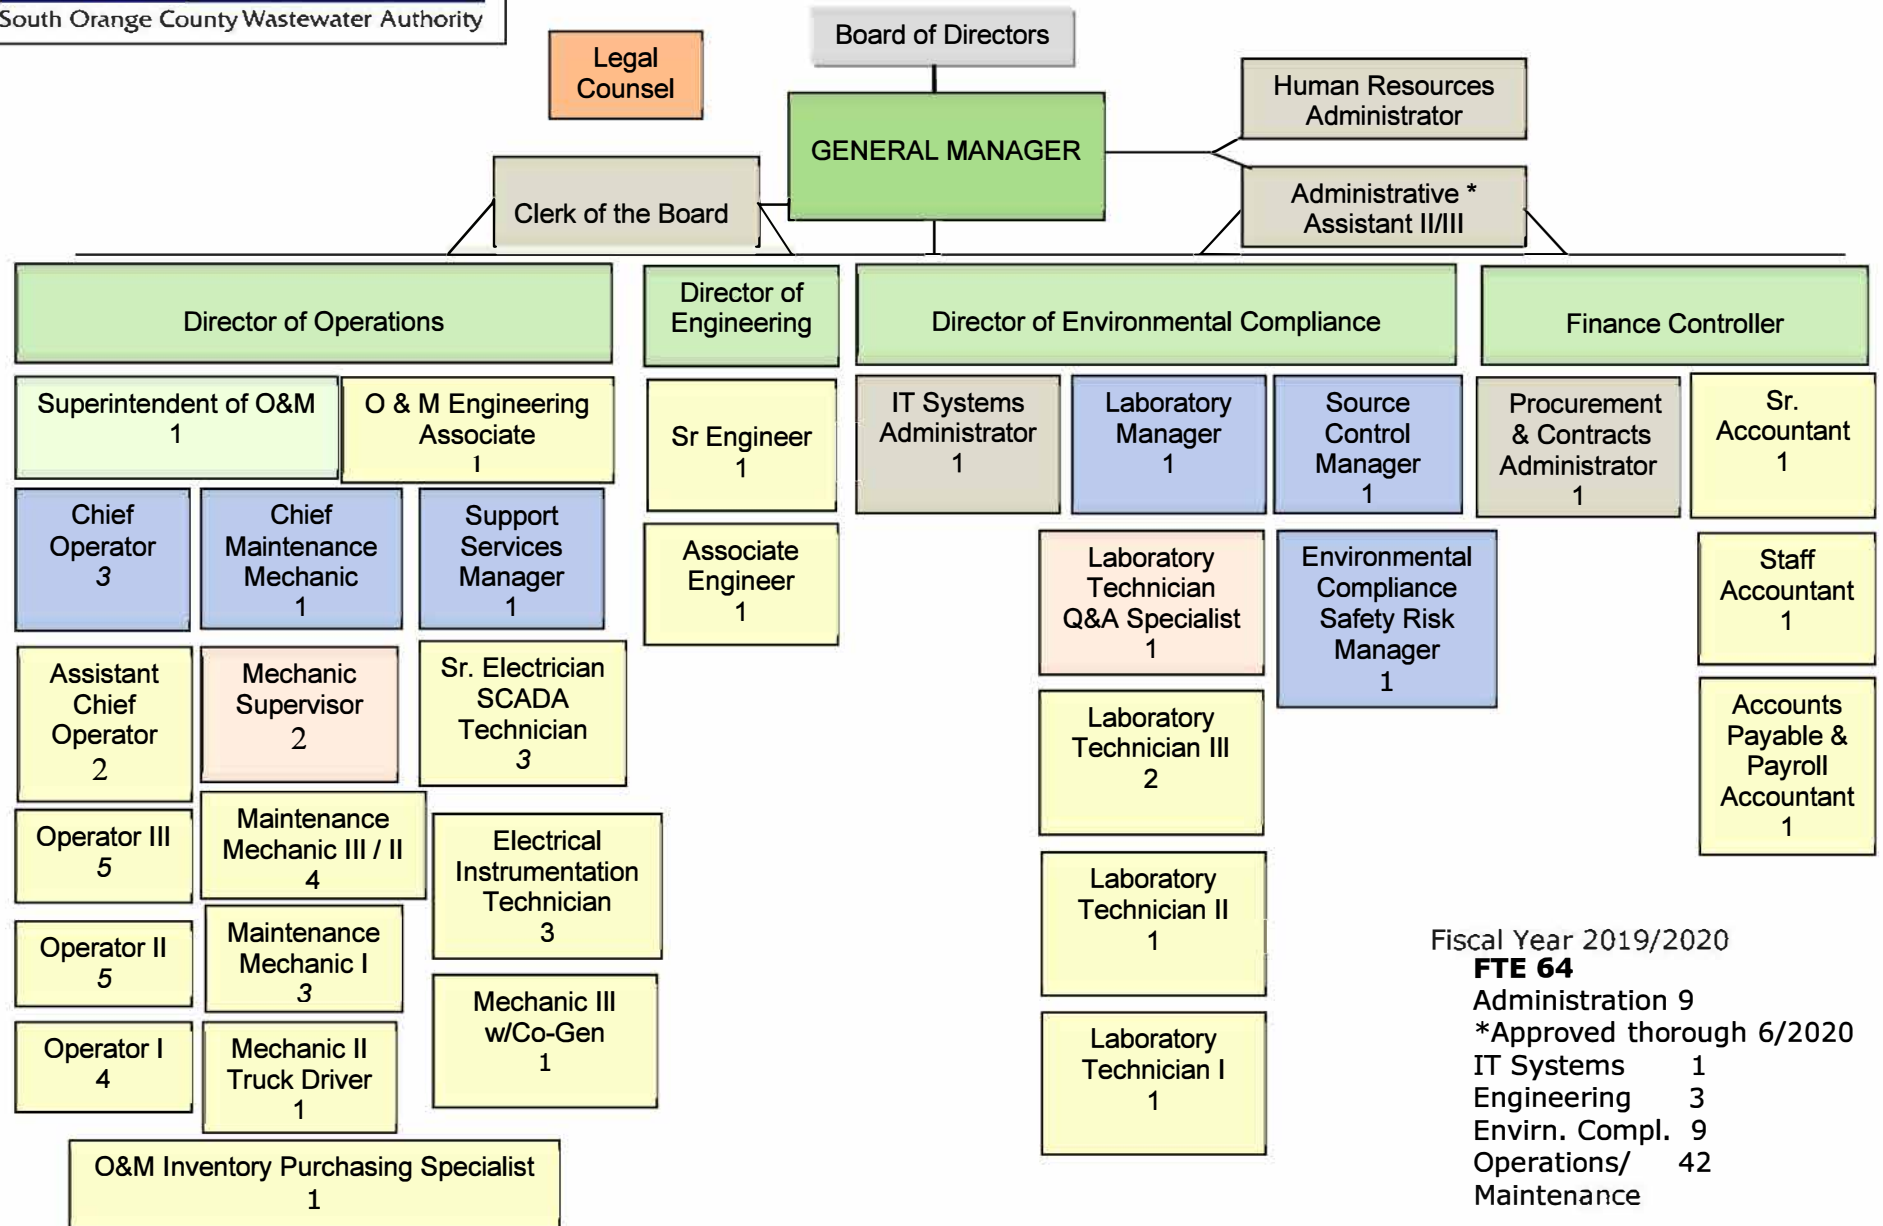 South Orange County Wastewater Authority
Board of Directors
Legal
Counsel
Human Resources
Administrator
GENERAL MANAGER
Clerk of the Board
Administrative *
Assistant II/III
Director of Operations
Director of
Engineering
Director of Environmental Compliance
Finance Controller
Superintendent of O&M
1
O & M Engineering
Associate
1
Sr Engineer
1
IT Systems
Administrator
1
Laboratory
Manager
1
Source
Control
Manager
1
Procurement
& Contracts
Administrator
1
Sr.
Accountant
1
Chief
Operator
3
Chief
Maintenance
Mechanic
1
Support
Services
Manager
1
Associate
Engineer
1
Laboratory
Technician
Q&A Specialist
1
Environmental
Compliance
Safety Risk
Manager
1
Staff
Accountant
1
Assistant
Chief
Operator
2
Mechanic
Supervisor
2
Sr. Electrician
SCADA
Technician
3
Laboratory
Technician III
2
Accounts
Payable &
Payroll
Accountant
1
Operator III
5
Maintenance
Mechanic III / II
4
Electrical
Instrumentation
Technician
3
Laboratory
Technician II
1
Operator II
5
Maintenance
Mechanic I
3
Mechanic III
w/Co-Gen
1
Laboratory
Technician I
1
Operator I
4
Mechanic II
Truck Driver
1
O&M Inventory Purchasing Specialist
1
Fiscal Year 2019/2020
FTE 64
Administration 9
*Approved thorough 6/2020
IT Systems 1
Engineering 3
Envirn. Compl. 9
Operations/ 42
Maintenance